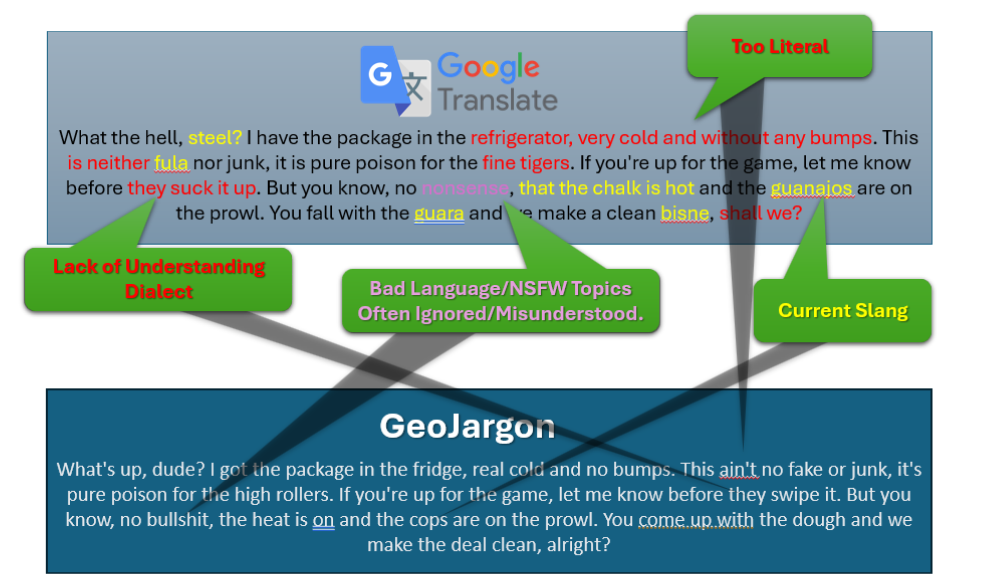 Too Literal
Google
Translate
What the hell, steel? I have the package in the refrigerator, very cold and without any bumps. This
is neither fula nor junk, it is pure poison for the fine tigers. If you're up for the game, let me know
before they suck it up. But you know, no nonsense, that the chalk is hot and the guanajos are on
the prowl. You fall with the guara and we make a clean bisne, shall we?
Lack of Understanding
Dialect
Bad Language/NSFW Topics
Often Ignored/Misunderstood.
Current Slang
GeoJargon
What's up, dude? I got the package in the fridge, real cold and no bumps. This ain't no fake or junk, it's
pure poison for the high rollers. If you're up for the game, let me know before they swipe it. But you
know, no bullshit, the heat is on and the cops are on the prowl. You come up with the dough and we
make the deal clean, alright?